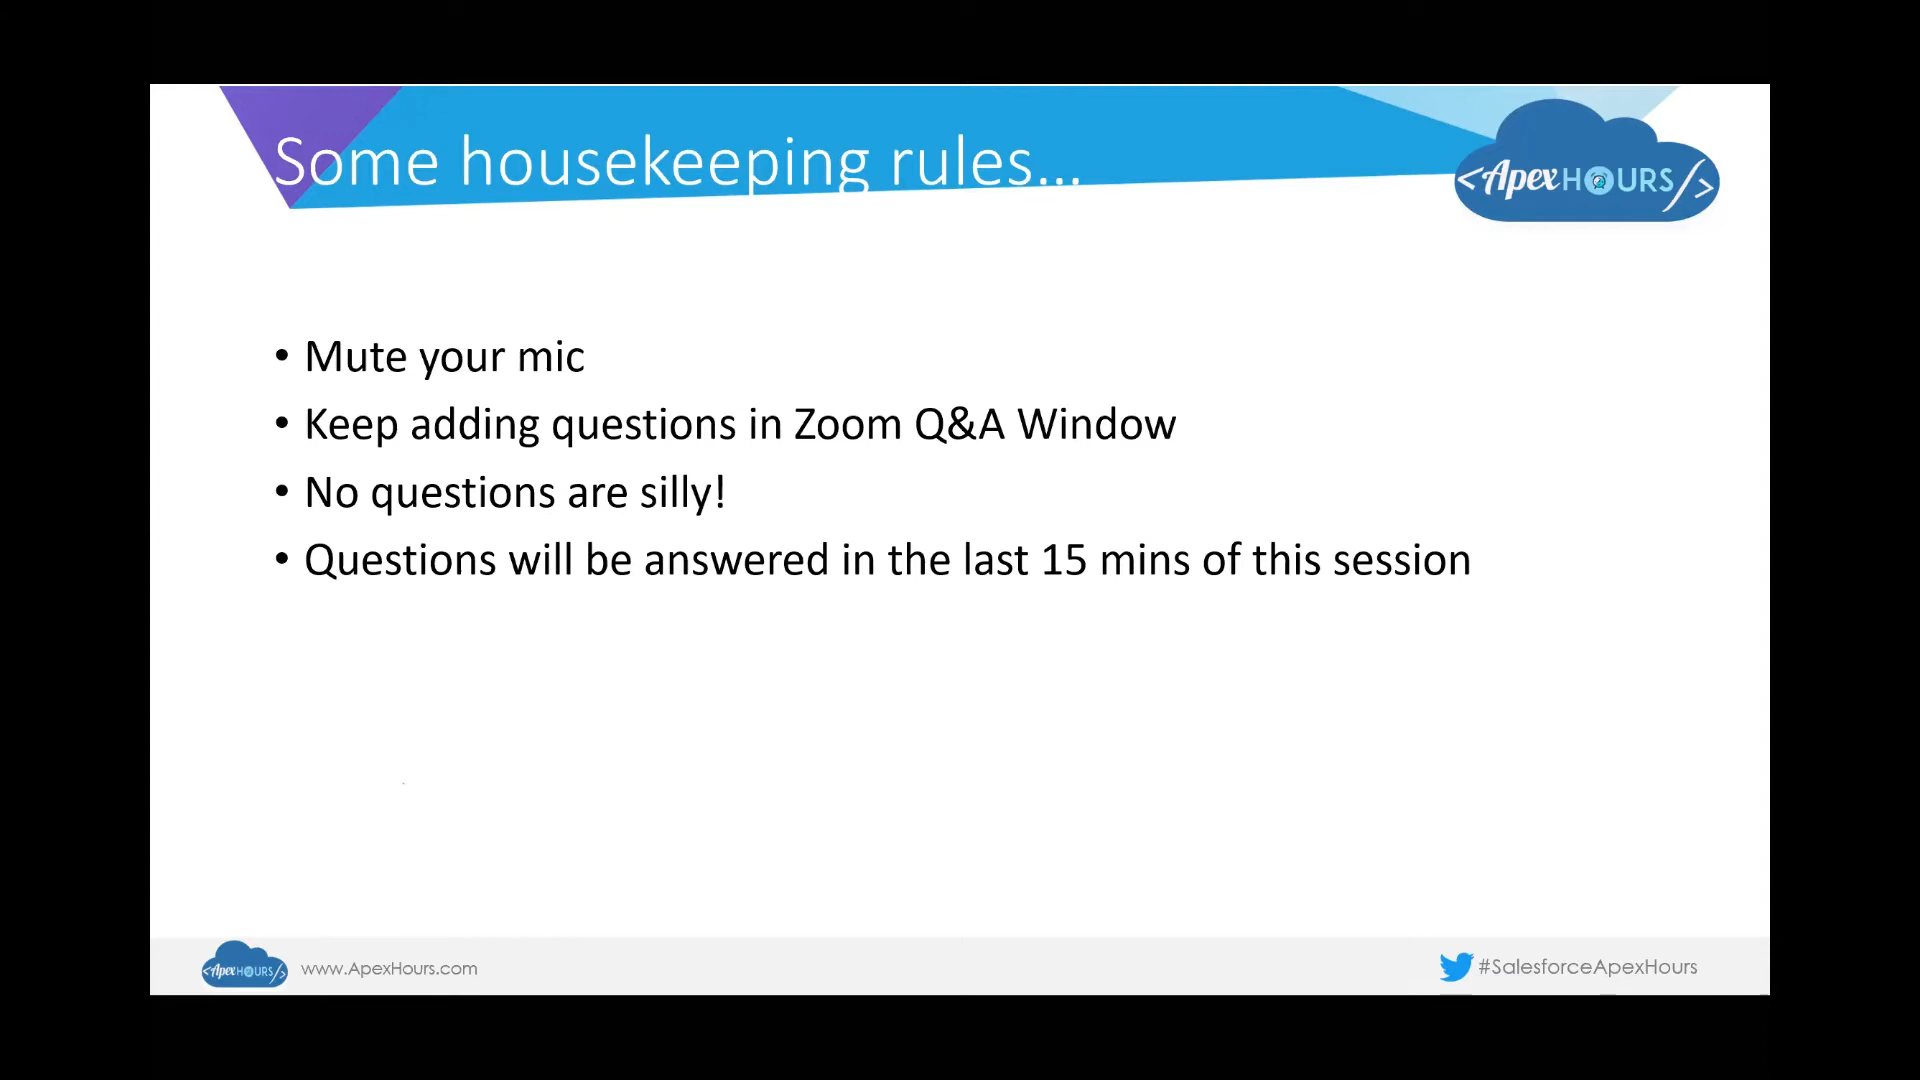 Some housekeeping rules...
<ApexHOURS/>
• Mute your mic
• Keep adding questions in Zoom Q&A Window
• No questions are silly!
• Questions will be answered in the last 15 mins of this session
<ApexHOURS/>
www.ApexHours.com
#SalesforceApexHours